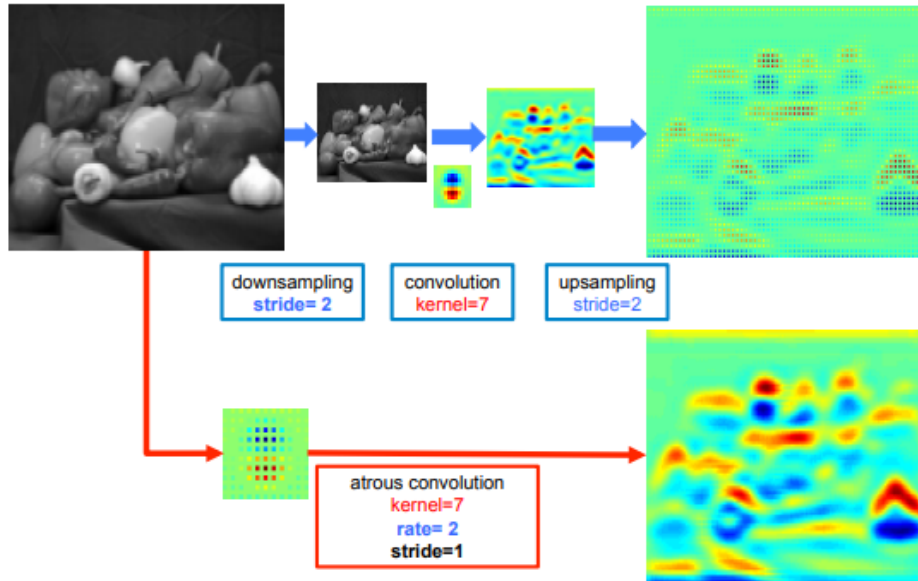 downsampling
stride= 2
convolution
kernel=7
upsampling
stride=2
atrous convolution
kernel=7
rate= 2
stride=1